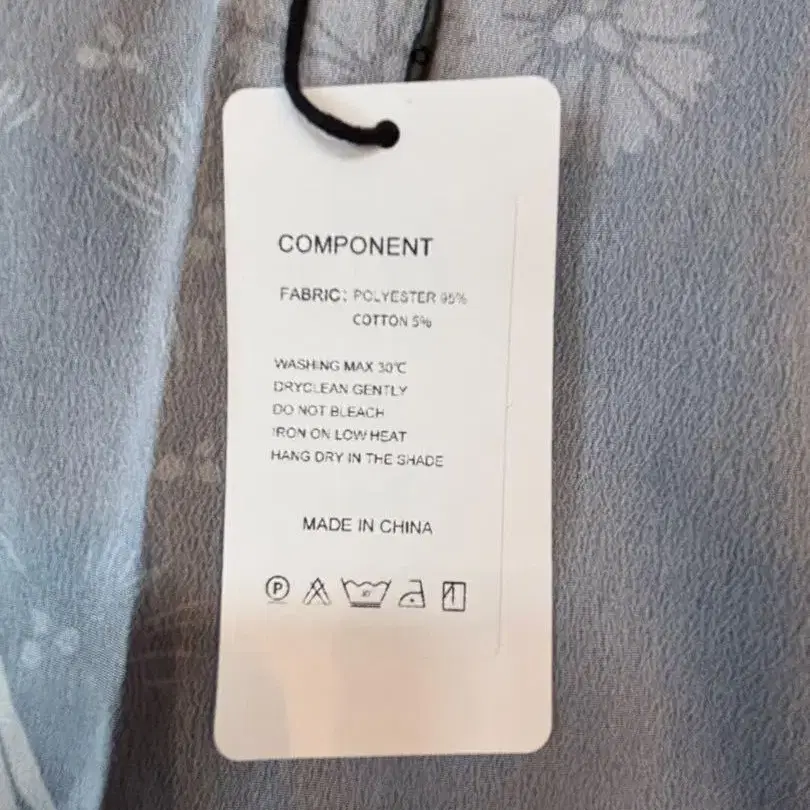 COMPONENT
FABRIC: POLYESTER 95%
COTTON 5%
WASHING MAX 30℃
DRYCLEAN GENTLY
DO NOT BLEACH
IRON ON LOW HEAT
HANG DRY IN THE SHADE
MADE IN CHINA
P